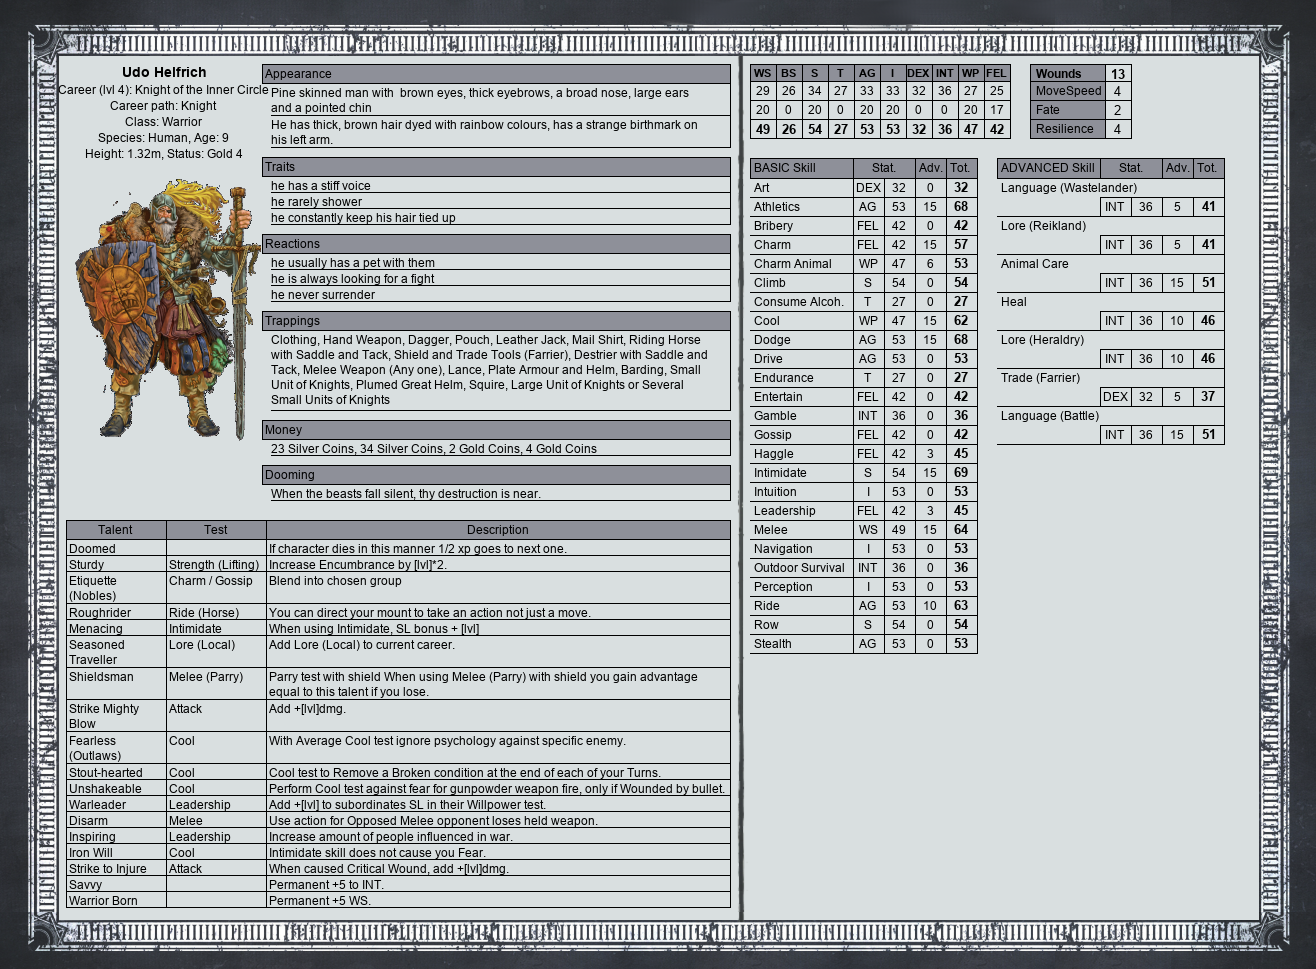 Udo Helfrich
Career (lvl 4): Knight of the Inner Circle
Career path: Knight
Class: Warrior
Species: Human, Age: 9
Height: 1.32m, Status: Gold 4
Appearance
Pine skinned man with brown eyes, thick eyebrows, a broad nose, large ears
and a pointed chin
He has thick, brown hair dyed with rainbow colours, has a strange birthmark on
his left arm.
Traits
he has a stiff voice
he rarely shower
he constantly keep his hair tied up
Reactions
he usually has a pet with them
he is always looking for a fight
he never surrender
Trappings
Clothing, Hand Weapon, Dagger, Pouch, Leather Jack, Mail Shirt, Riding Horse
with Saddle and Tack, Shield and Trade Tools (Farrier), Destrier with Saddle and
Tack, Melee Weapon (Any one), Lance, Plate Armour and Helm, Barding, Small
Unit of Knights, Plumed Great Helm, Squire, Large Unit of Knights or Several
Small Units of Knights
Money
23 Silver Coins, 34 Silver Coins, 2 Gold Coins, 4 Gold Coins
Dooming
When the beasts fall silent, thy destruction is near.
Talent Test Description
Doomed If character dies in this manner 1/2 xp goes to next one.
Sturdy Strength (Lifting) Increase Encumbrance by [lvl]*2.
Etiquette Charm / Gossip Blend into chosen group
(Nobles)
Roughrider Ride (Horse) You can direct your mount to take an action not just a move.
Menacing Intimidate When using Intimidate, SL bonus + [lvl]
Seasoned Lore (Local) Add Lore (Local) to current career.
Traveller
Shieldsman Melee (Parry) Parry test with shield When using Melee (Parry) with shield you gain advantage
equal to this talent if you lose.
Strike Mighty Attack Add +[lvl]dmg.
Blow
Fearless Cool With Average Cool test ignore psychology against specific enemy.
(Outlaws)
Stout-hearted Cool Cool test to Remove a Broken condition at the end of each of your Turns.
Unshakeable Cool Perform Cool test against fear for gunpowder weapon fire, only if Wounded by bullet.
Warleader Leadership Add +[lvl] to subordinates SL in their Willpower test.
Disarm Melee Use action for Opposed Melee opponent loses held weapon.
Inspiring Leadership Increase amount of people influenced in war.
Iron Will Cool Intimidate skill does not cause you Fear.
Strike to Injure Attack When caused Critical Wound, add +[lvl]dmg.
Savvy Permanent +5 to INT.
Warrior Born Permanent +5 WS.
WS BS S T AG I DEX INT WP FEL
29 26 34 27 33 33 32 36 27 25
20 0 20 0 20 20 0 0 20 17
49 26 54 27 53 53 32 36 47 42
Wounds 13
MoveSpeed 4
Fate 2
Resilience 4
BASIC Skill Stat. Adv. Tot.
Art DEX 32 0 32
Athletics AG 53 15 68
Bribery FEL 42 0 42
Charm FEL 42 15 57
Charm Animal WP 47 6 53
Climb S 54 0 54
Consume Alcoh. T 27 0 27
Cool WP 47 15 62
Dodge AG 53 15 68
Drive AG 53 0 53
Endurance T 27 0 27
Entertain FEL 42 0 42
Gamble INT 36 0 36
Gossip FEL 42 0 42
Haggle FEL 42 3 45
Intimidate S 54 15 69
Intuition I 53 0 53
Leadership FEL 42 3 45
Melee WS 49 15 64
Navigation I 53 0 53
Outdoor Survival INT 36 0 36
Perception I 53 0 53
Ride AG 53 10 63
Row S 54 0 54
Stealth AG 53 0 53
ADVANCED Skill Stat. Adv. Tot.
Language (Wastelander)
INT 36 5 41
Lore (Reikland)
INT 36 5 41
Animal Care
INT 36 15 51
Heal
INT 36 10 46
Lore (Heraldry)
INT 36 10 46
Trade (Farrier)
DEX 32 5 37
Language (Battle)
INT 36 15 51